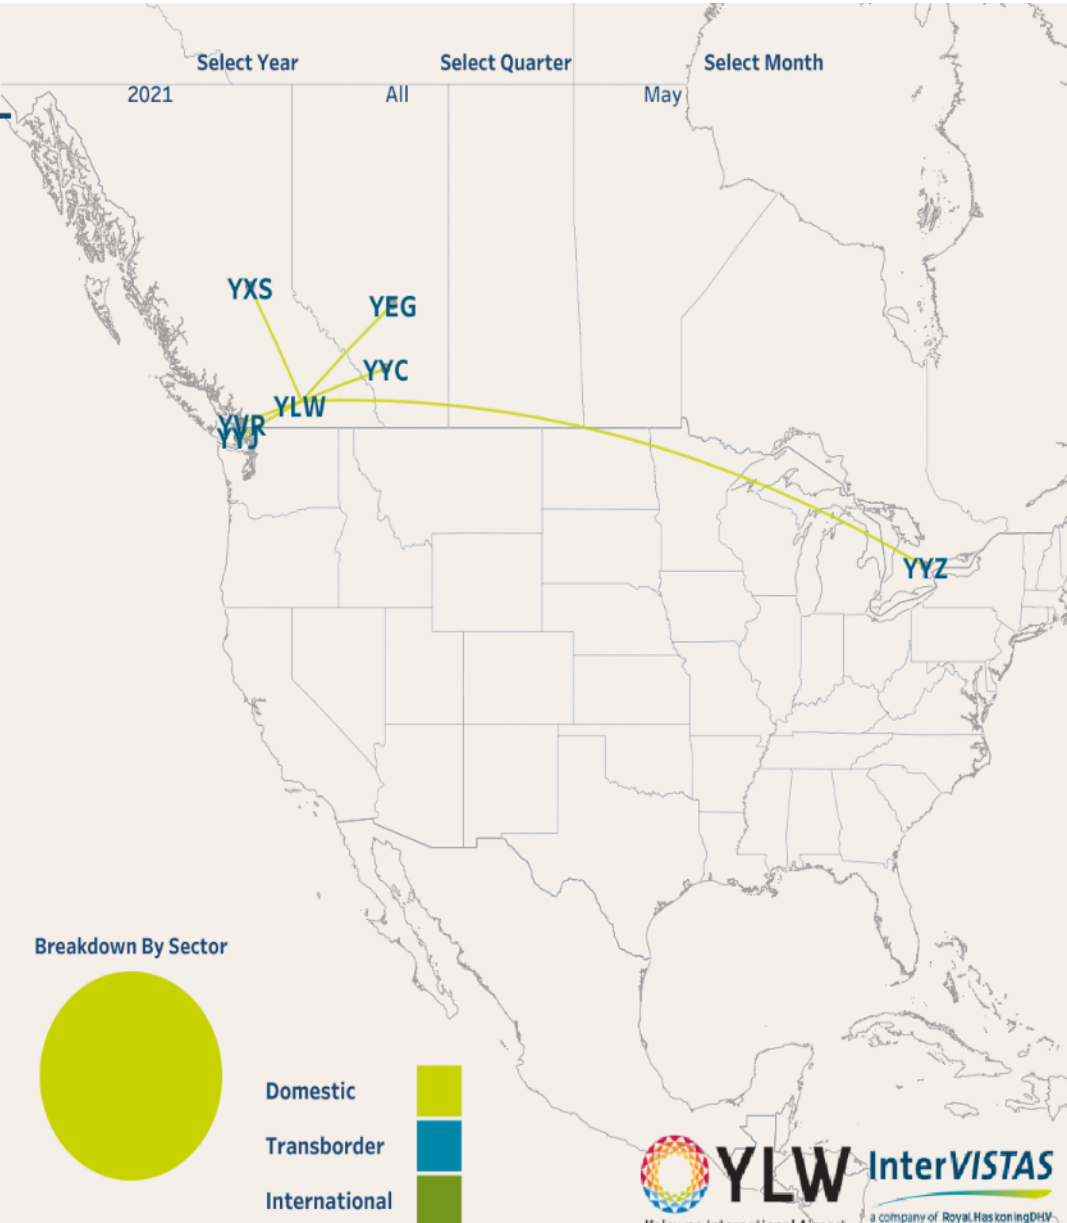 Select Year Select Quarter Select Month
2021 All May
YXS
YEG
YYC
YLW
YVR
YYJ
YYZ
Breakdown By Sector
Domestic
Transborder
International
YLW
InterVISTAS
a company of Royal HaskoningDHV